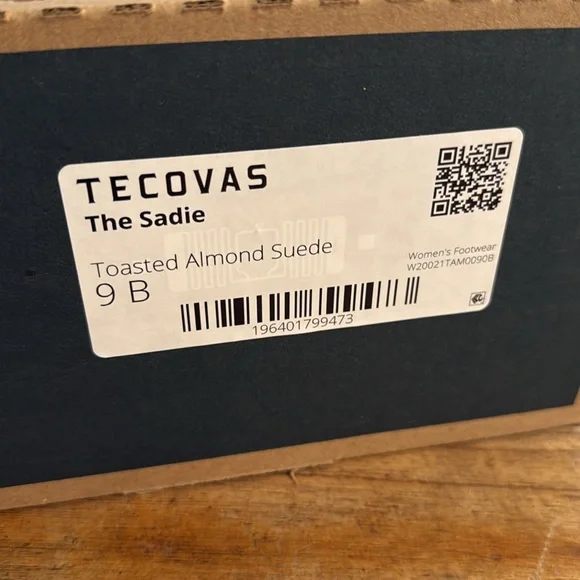 TECOVAS
The Sadie
Toasted Almond Suede
9 B
Women's Footwear
W20021TAM0090B
196401799473